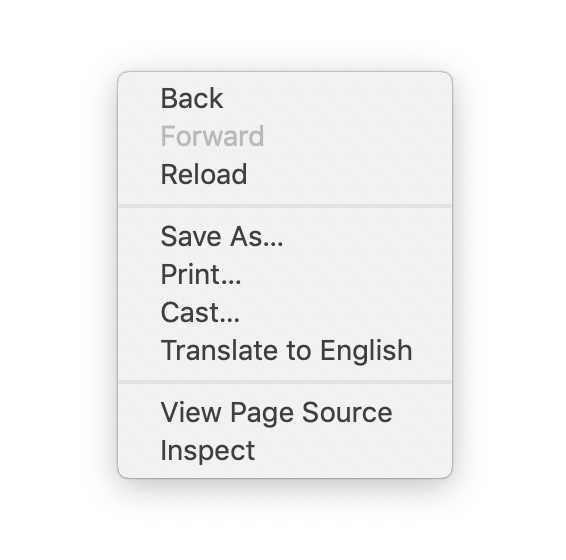 Back
Forward
Reload
Save As...
Print...
Cast...
Translate to English
View Page Source
Inspect